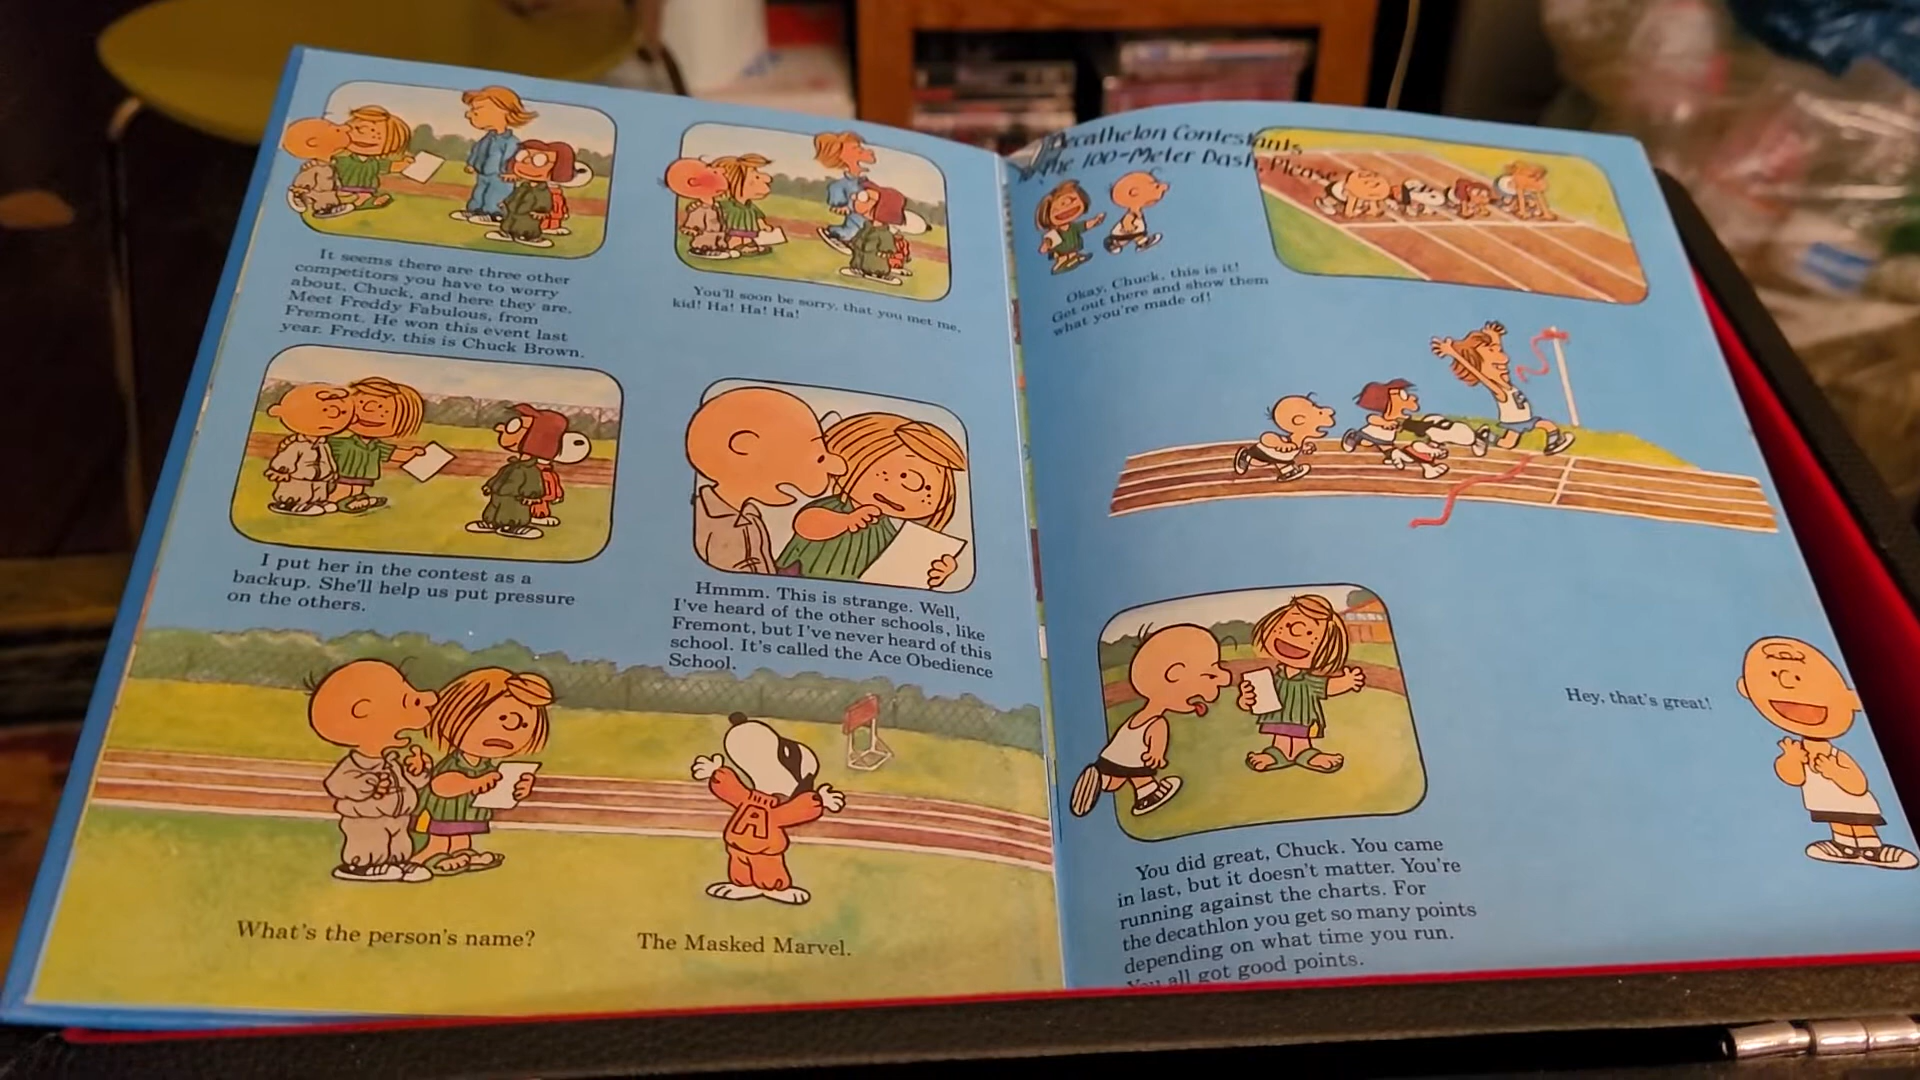 It seems there are three other
competitors you have to worry
about, Chuck, and here they are.
Meet Freddy Fabulous, from
Fremont. He won this event last
year. Freddy, this is Chuck Brown.
You'll soon be sorry, that you met me,
kid! Ha! Ha! Ha!
I put her in the contest as a
backup. She'll help us put pressure
on the others.
Hmmm. This is strange. Well,
I've heard of the other schools, like
Fremont, but I've never heard of this
school. It's called the Ace Obedience
School.
A
What's the person's name?
The Masked Marvel.
Decathelon Contestants
the 100-Meter Dash, Please
Okay, Chuck, this is it!
Get out there and show them
what you're made of!
You did great, Chuck. You came
in last, but it doesn't matter. You're
running against the charts. For
the decathlon you get so many points
depending on what time you run.
You all got good points.
Hey, that's great!